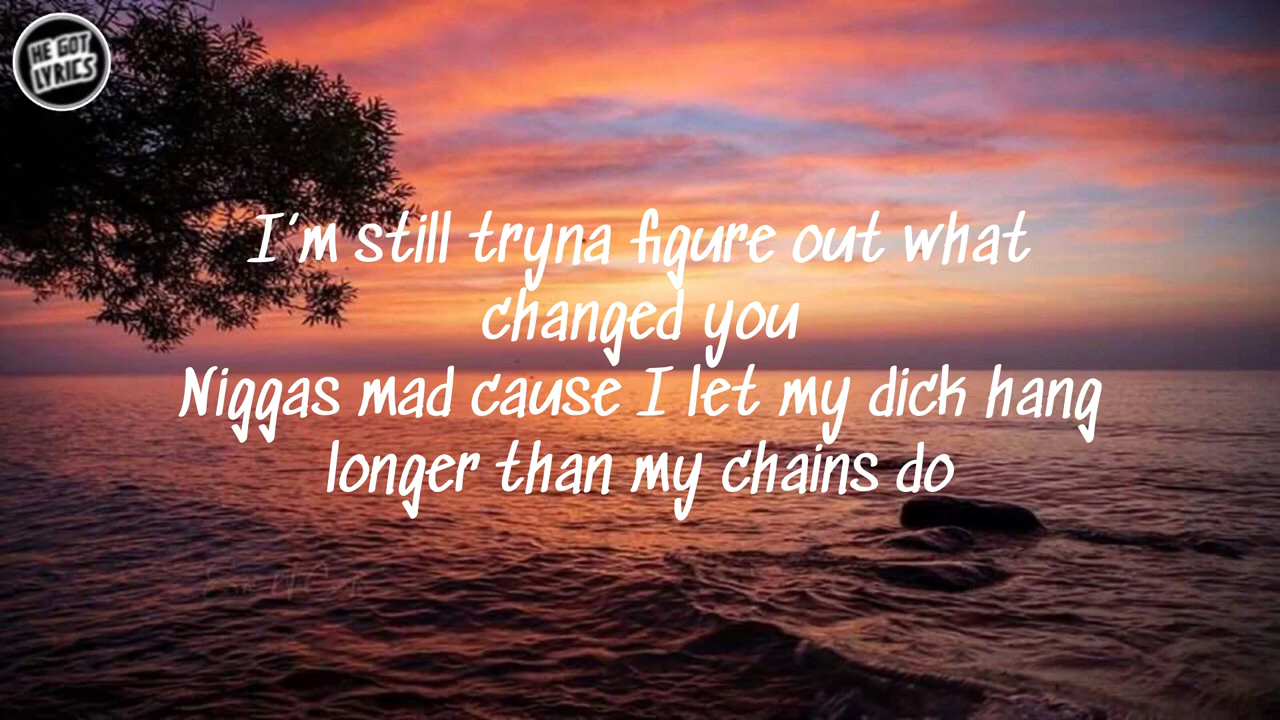 HE GOT
LYRICS
I'm still tryna figure out what
changed you
Niggas mad cause I let my dick hang
longer than my chains do